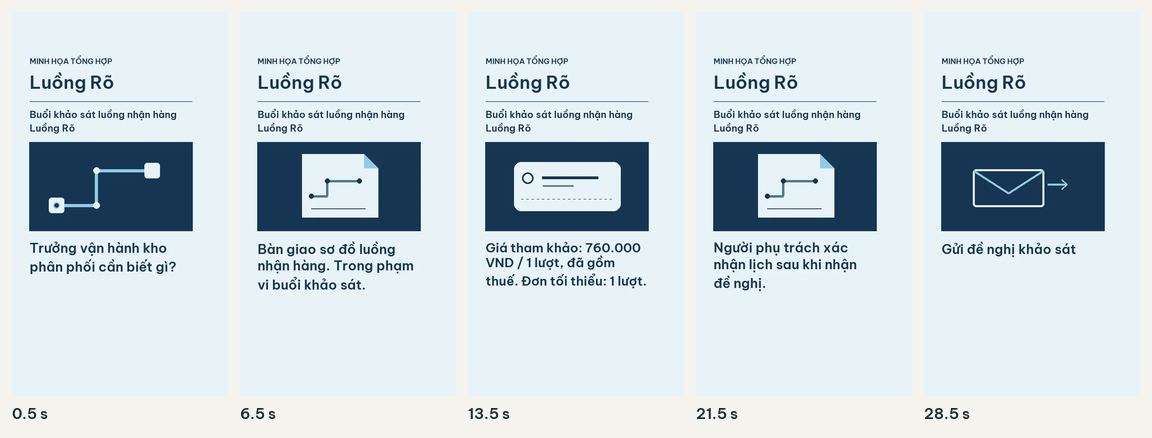 MINH HỌA TỔNG HỢP
Luồng Rõ
Buổi khảo sát luồng nhận hàng
Luồng Rõ
Trưởng vận hành kho
phân phối cần biết gì?
0.5 s
MINH HỌA TỔNG HỢP
Luồng Rõ
Buổi khảo sát luồng nhận hàng
Luồng Rõ
Bàn giao sơ đồ luồng
nhận hàng. Trong phạm
vi buổi khảo sát.
6.5 s
MINH HỌA TỔNG HỢP
Luồng Rõ
Buổi khảo sát luồng nhận hàng
Luồng Rõ
Giá tham khảo: 760.000
VND / 1 lượt, đã gồm
thuế. Đơn tối thiểu: 1 lượt.
13.5 s
MINH HỌA TỔNG HỢP
Luồng Rõ
Buổi khảo sát luồng nhận hàng
Luồng Rõ
Người phụ trách xác
nhận lịch sau khi nhận
đề nghị.
21.5 s
MINH HỌA TỔNG HỢP
Luồng Rõ
Buổi khảo sát luồng nhận hàng
Luồng Rõ
Gửi đề nghị khảo sát
28.5 s